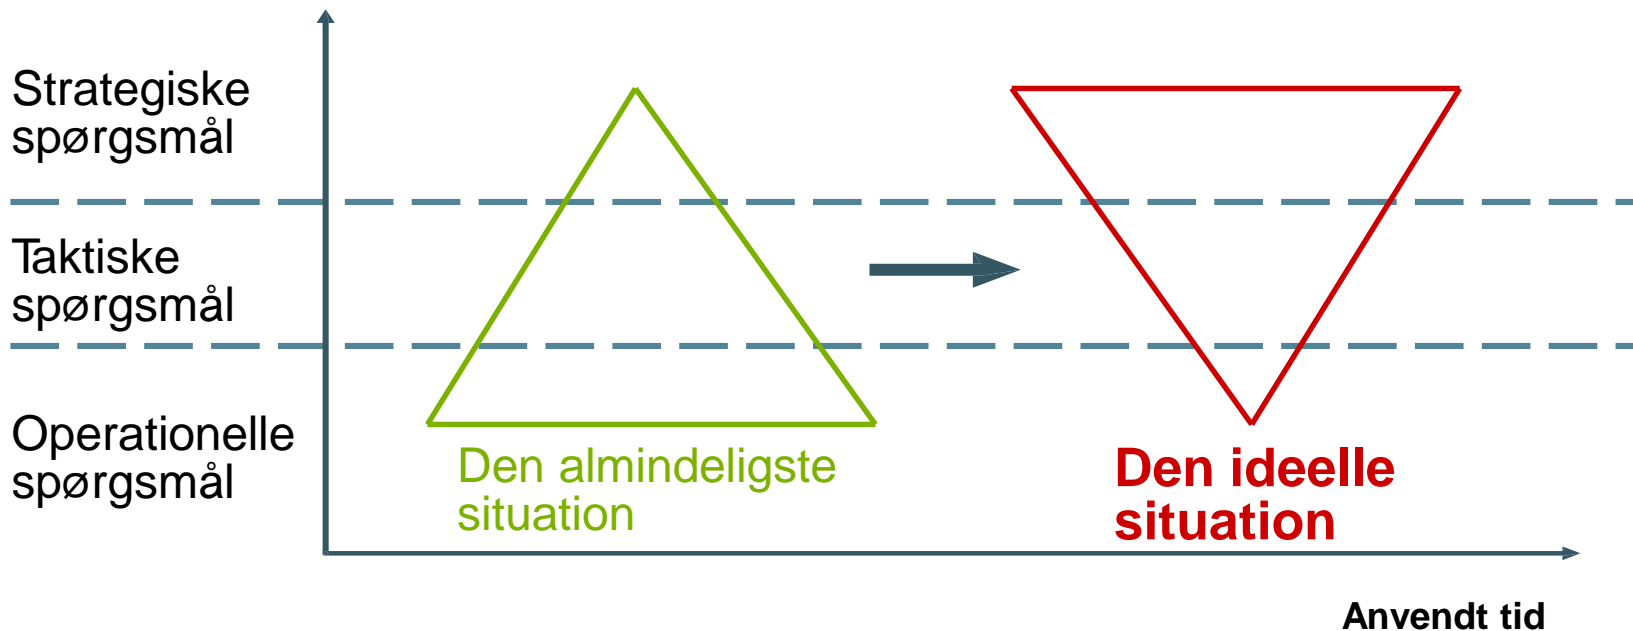 Strategiske
spørgsmål
Taktiske
spørgsmål
Operationelle
spørgsmål
Den almindeligste
situation
Den ideelle
situation
Anvendt tid